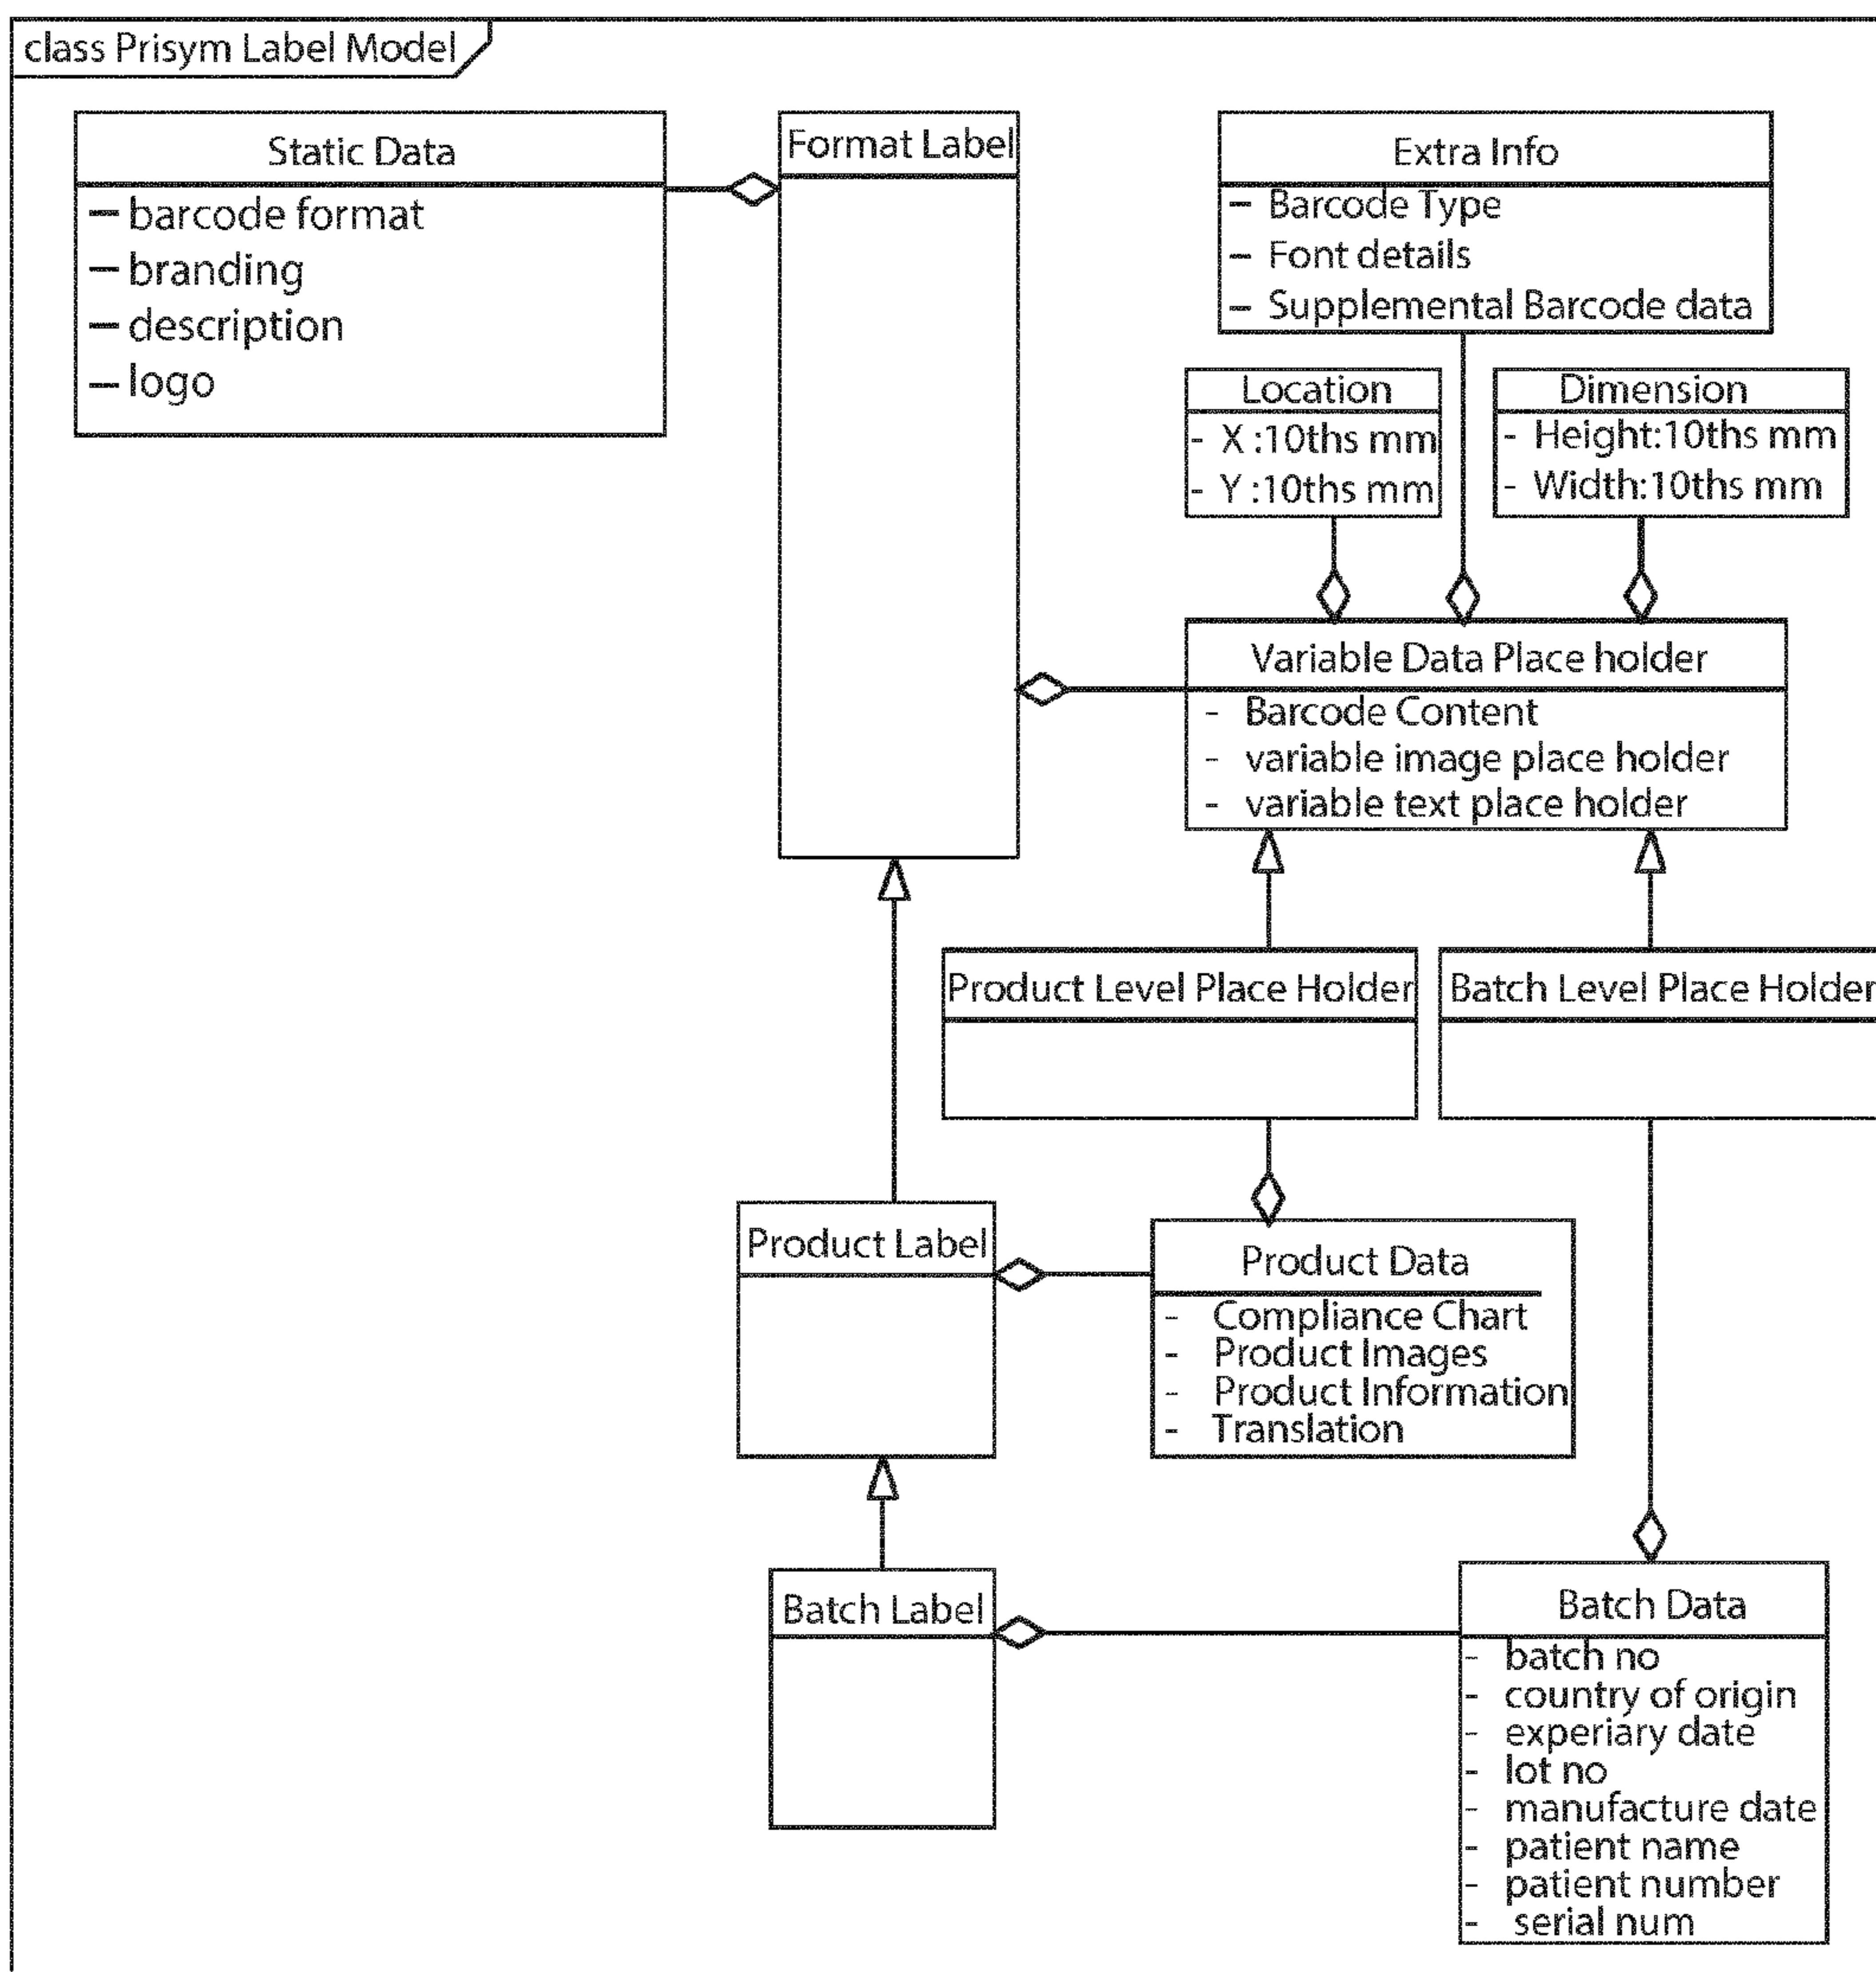 class Prisym Label Model
Static Data
– barcode format
– branding
– description
– logo
Format Label
Extra Info
– Barcode Type
– Font details
– Supplemental Barcode data
Location
- X :10ths mm
- Y :10ths mm
Dimension
- Height:10ths mm
- Width:10ths mm
Variable Data Place holder
- Barcode Content
- variable image place holder
- variable text place holder
Product Level Place Holder
Batch Level Place Holder
Product Label
Product Data
- Compliance Chart
- Product Images
- Product Information
- Translation
Batch Label
Batch Data
- batch no
- country of origin
- experiary date
- lot no
- manufacture date
- patient name
- patient number
- serial num